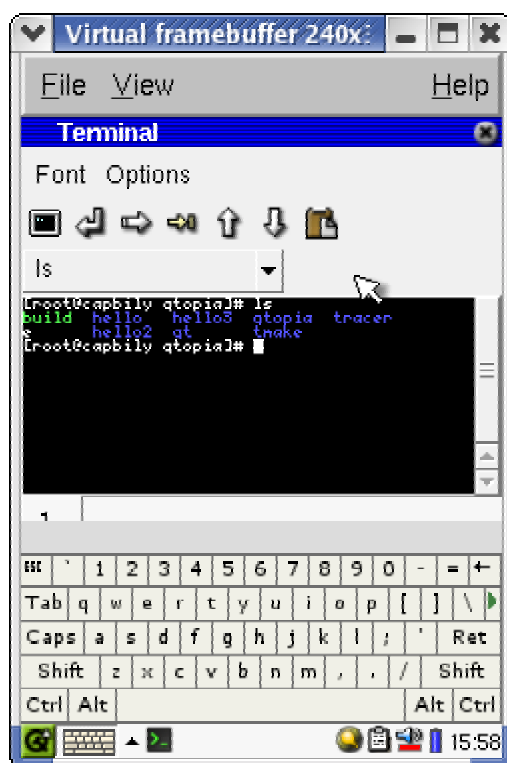 Virtual framebuffer 240x:
File View Help
Terminal
Font Options
ls
[root@capbily qtopia]# ls
build hello hello3 qtopia tracer
e hello2 qt tmake
[root@capbily qtopia]#
1
ESC ` 1 2 3 4 5 6 7 8 9 0 - = ←
Tab q w e r t y u i o p [ ] \
Caps a s d f g h j k l ; ' Ret
Shift z x c v b n m , . / Shift
Ctrl Alt Alt Ctrl
15:58